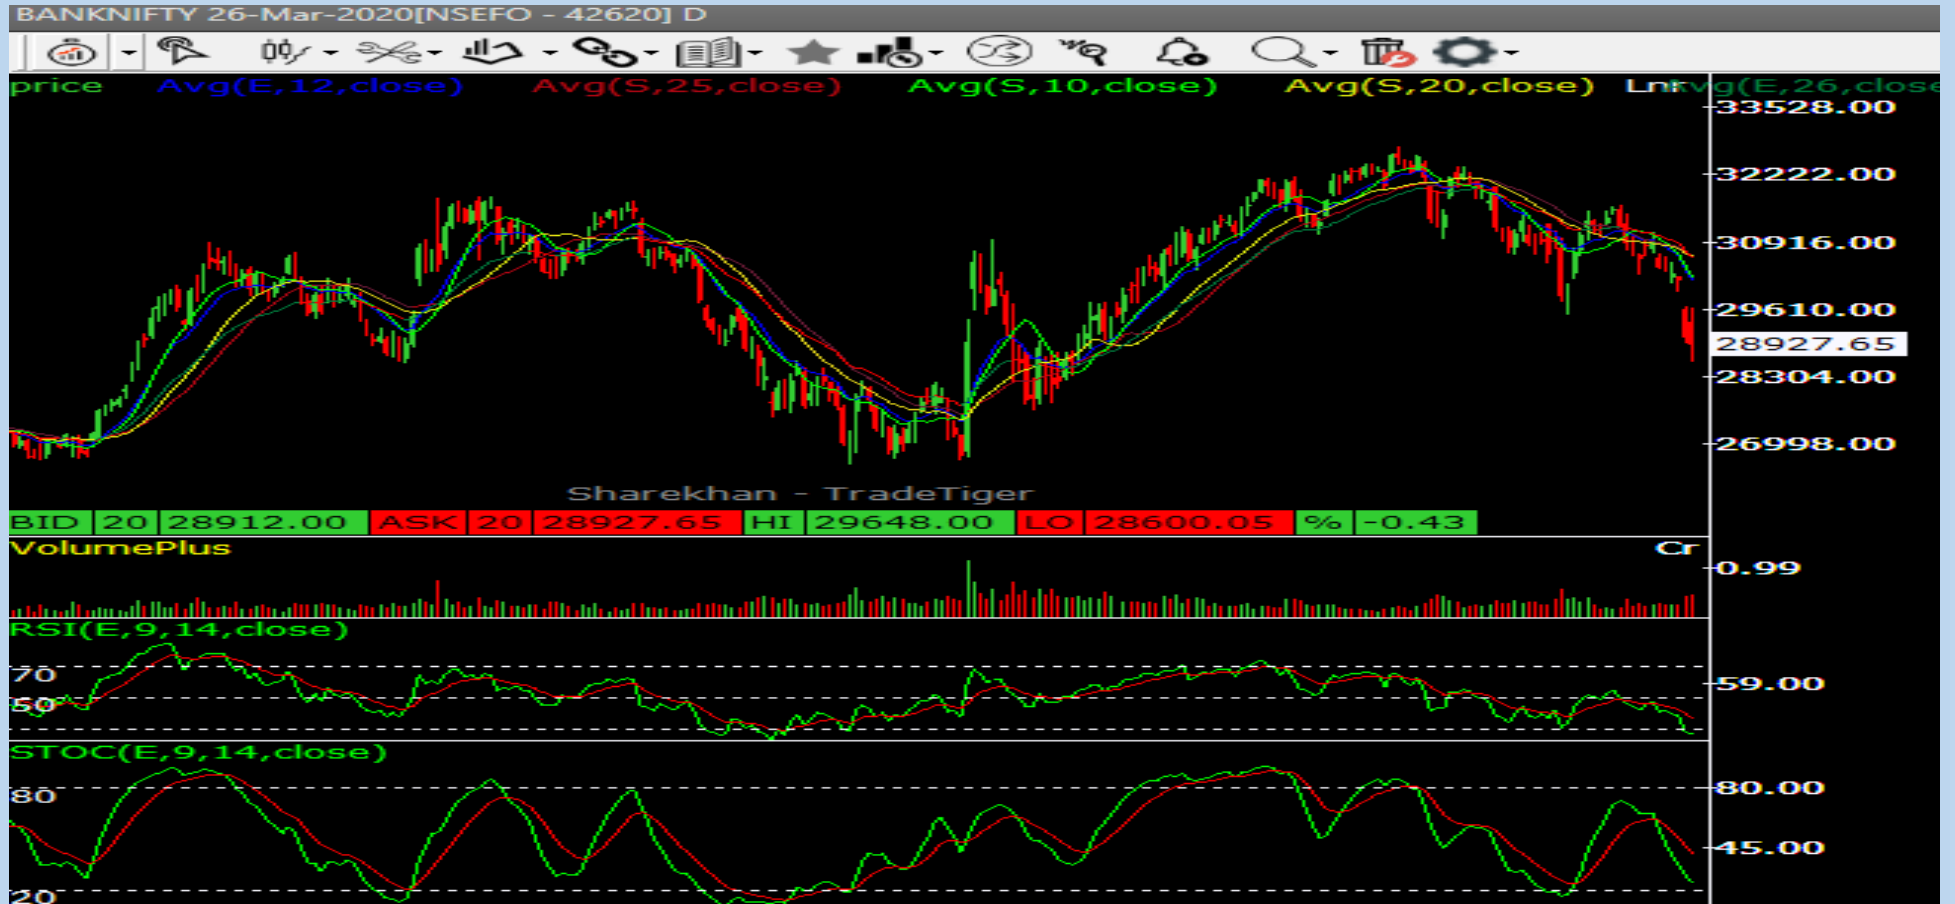 BANKNIFTY 26-Mar-2020[NSEFO - 42620] D
price Avg(E,12,close) Avg(S,25,close) Avg(S,10,close) Avg(S,20,close) Avg(E,26,close
33528.00
32222.00
30916.00
29610.00
28927.65
28304.00
26998.00
Sharekhan - TradeTiger
BID 20 28912.00 ASK 20 28927.65 HI 29648.00 LO 28600.05 % -0.43
VolumePlus Cr
0.99
RSI(E,9,14,close)
70
59.00
50
STOC(E,9,14,close)
80 80.00
45.00
20